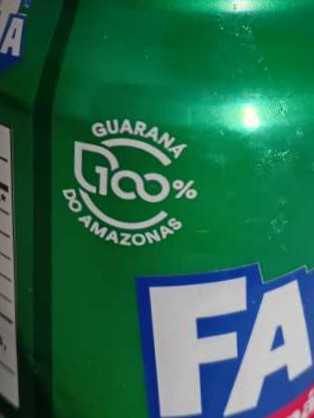 GUARANÁ
100%
DO AMAZONAS
FA